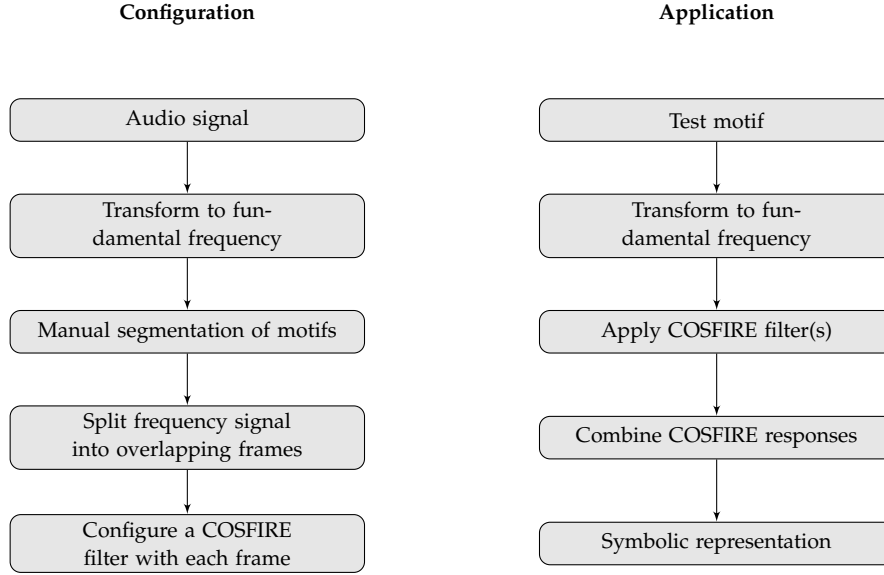 Configuration
Audio signal
Transform to fun-
damental frequency
Manual segmentation of motifs
Split frequency signal
into overlapping frames
Configure a COSFIRE
filter with each frame
Application
Test motif
Transform to fun-
damental frequency
Apply COSFIRE filter(s)
Combine COSFIRE responses
Symbolic representation